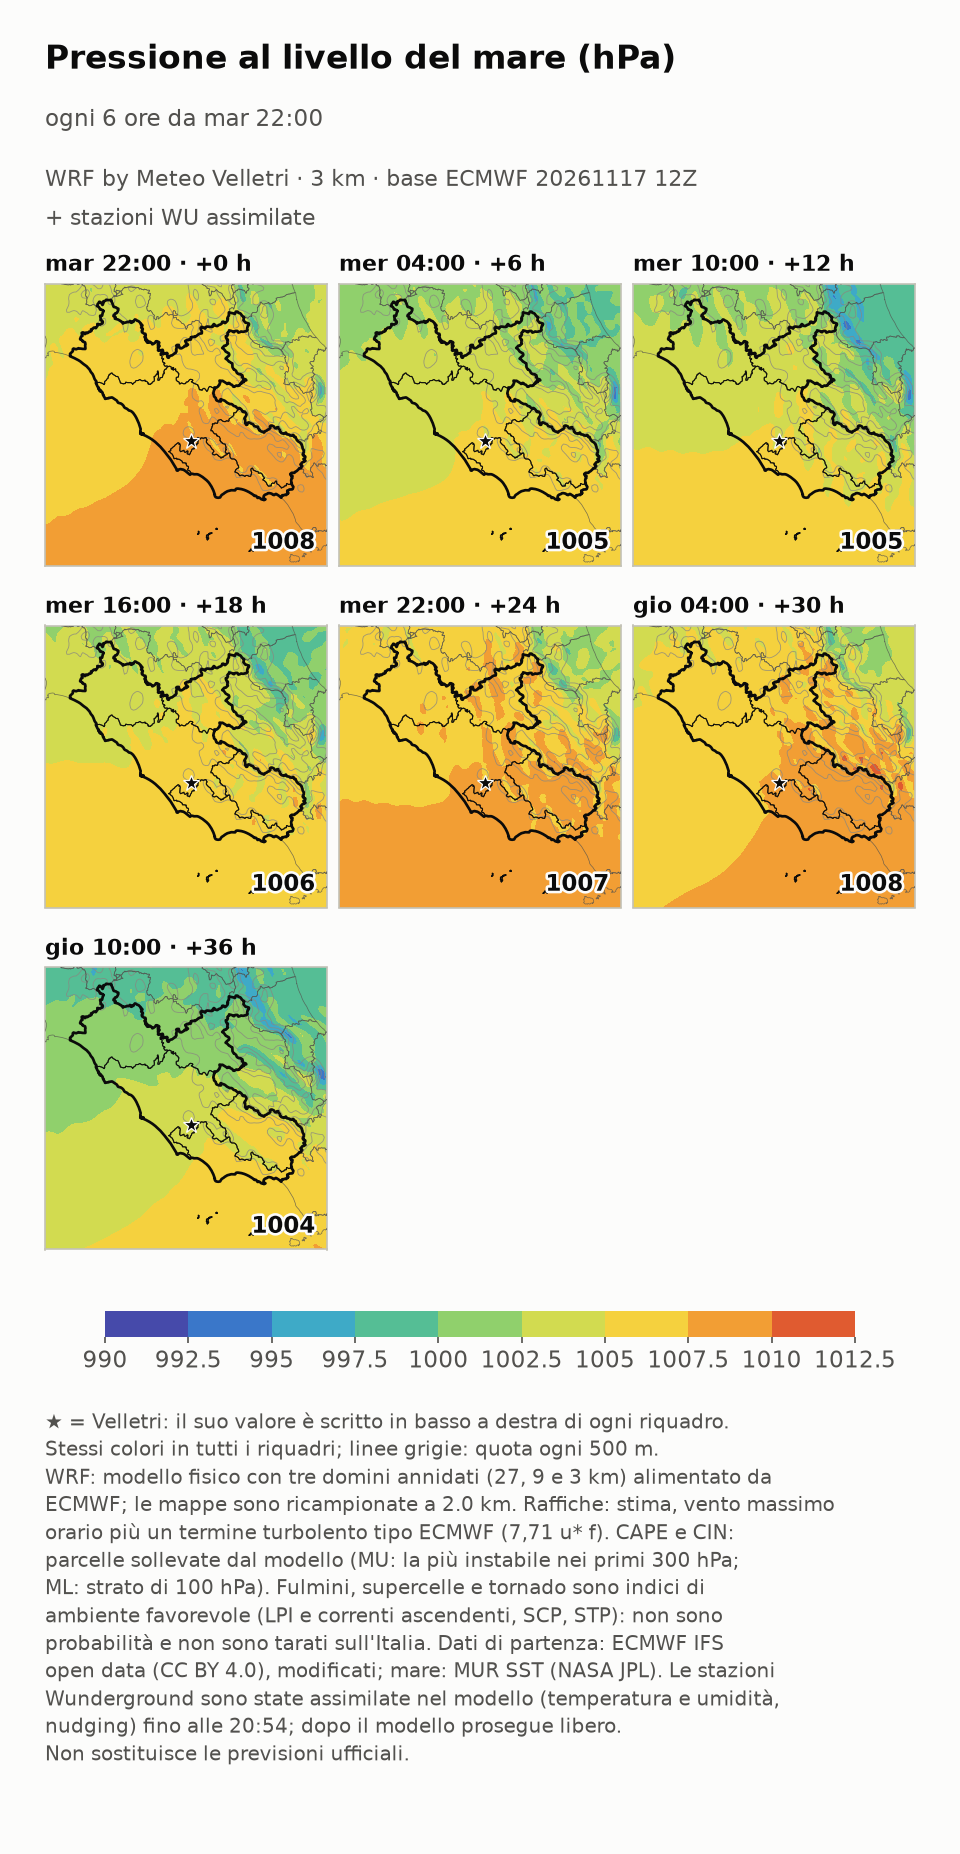 Pressione al livello del mare (hPa)
ogni 6 ore da mar 22:00
WRF by Meteo Velletri · 3 km · base ECMWF 20261117 12Z
+ stazioni WU assimilate
mar 22:00 · +0 h
mer 04:00 · +6 h
mer 10:00 · +12 h
1008
1005
1005
mer 16:00 · +18 h
mer 22:00 · +24 h
gio 04:00 · +30 h
1006
1007
1008
gio 10:00 · +36 h
1004
990 992.5 995 997.5 1000 1002.5 1005 1007.5 1010 1012.5
★ = Velletri: il suo valore è scritto in basso a destra di ogni riquadro.
Stessi colori in tutti i riquadri; linee grigie: quota ogni 500 m.
WRF: modello fisico con tre domini annidati (27, 9 e 3 km) alimentato da
ECMWF; le mappe sono ricampionate a 2.0 km. Raffiche: stima, vento massimo
orario più un termine turbolento tipo ECMWF (7,71 u* f). CAPE e CIN:
parcelle sollevate dal modello (MU: la più instabile nei primi 300 hPa;
ML: strato di 100 hPa). Fulmini, supercelle e tornado sono indici di
ambiente favorevole (LPI e correnti ascendenti, SCP, STP): non sono
probabilità e non sono tarati sull'Italia. Dati di partenza: ECMWF IFS
open data (CC BY 4.0), modificati; mare: MUR SST (NASA JPL). Le stazioni
Wunderground sono state assimilate nel modello (temperatura e umidità,
nudging) fino alle 20:54; dopo il modello prosegue libero.
Non sostituisce le previsioni ufficiali.